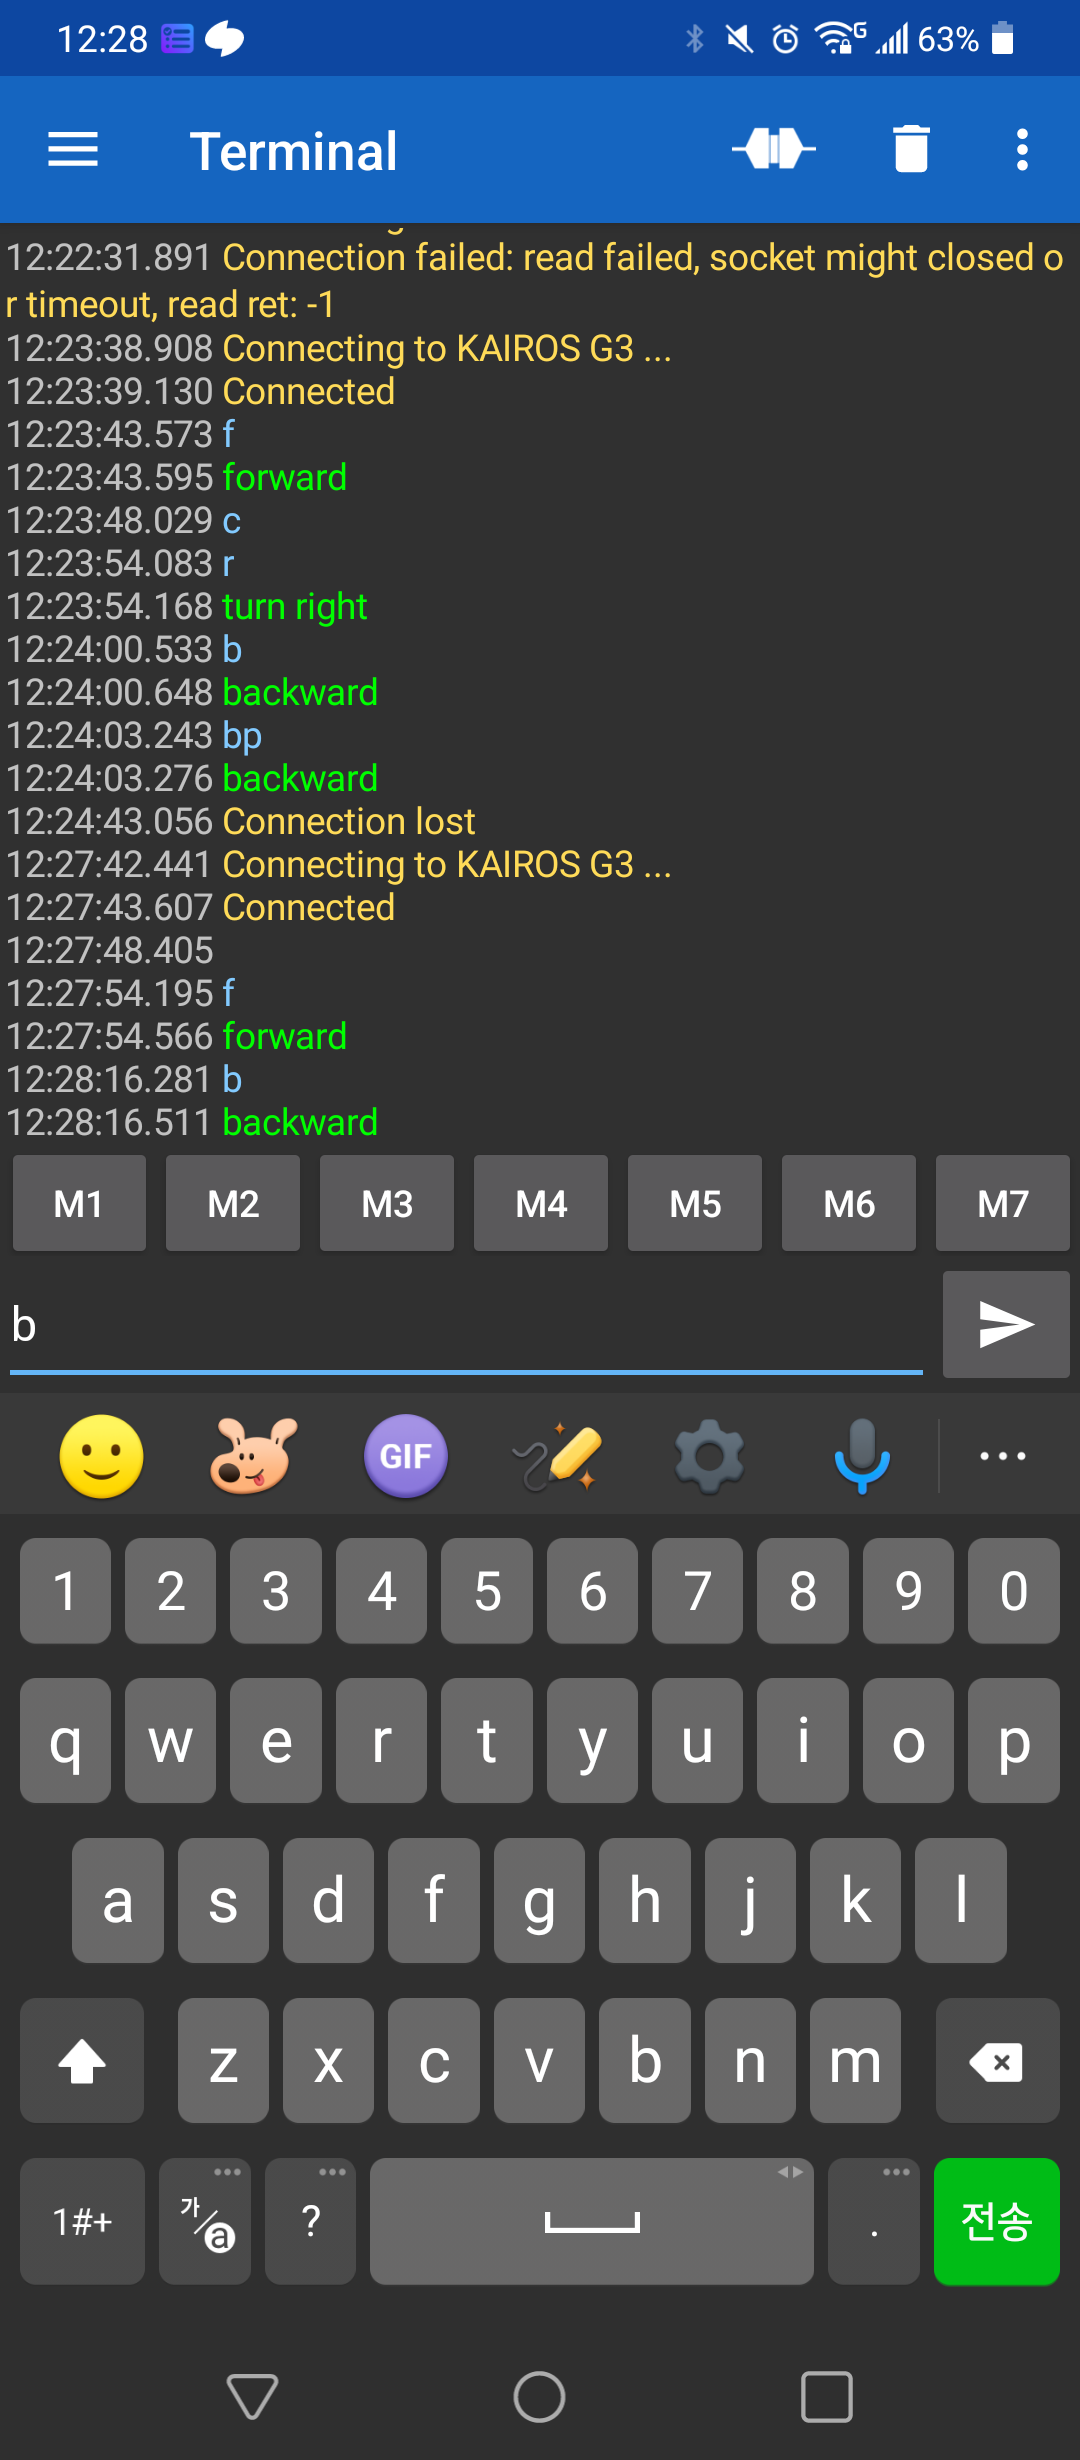 12:28 G 63%
Terminal
12:22:31.891 Connection failed: read failed, socket might closed o
r timeout, read ret: -1
12:23:38.908 Connecting to KAIROS G3 ...
12:23:39.130 Connected
12:23:43.573 f
12:23:43.595 forward
12:23:48.029 c
12:23:54.083 r
12:23:54.168 turn right
12:24:00.533 b
12:24:00.648 backward
12:24:03.243 bp
12:24:03.276 backward
12:24:43.056 Connection lost
12:27:42.441 Connecting to KAIROS G3 ...
12:27:43.607 Connected
12:27:48.405
12:27:54.195 f
12:27:54.566 forward
12:28:16.281 b
12:28:16.511 backward
M1 M2 M3 M4 M5 M6 M7
b
GIF
1 2 3 4 5 6 7 8 9 0
q w e r t y u i o p
a s d f g h j k l
z x c v b n m
1#+ 가/a ? . 전송